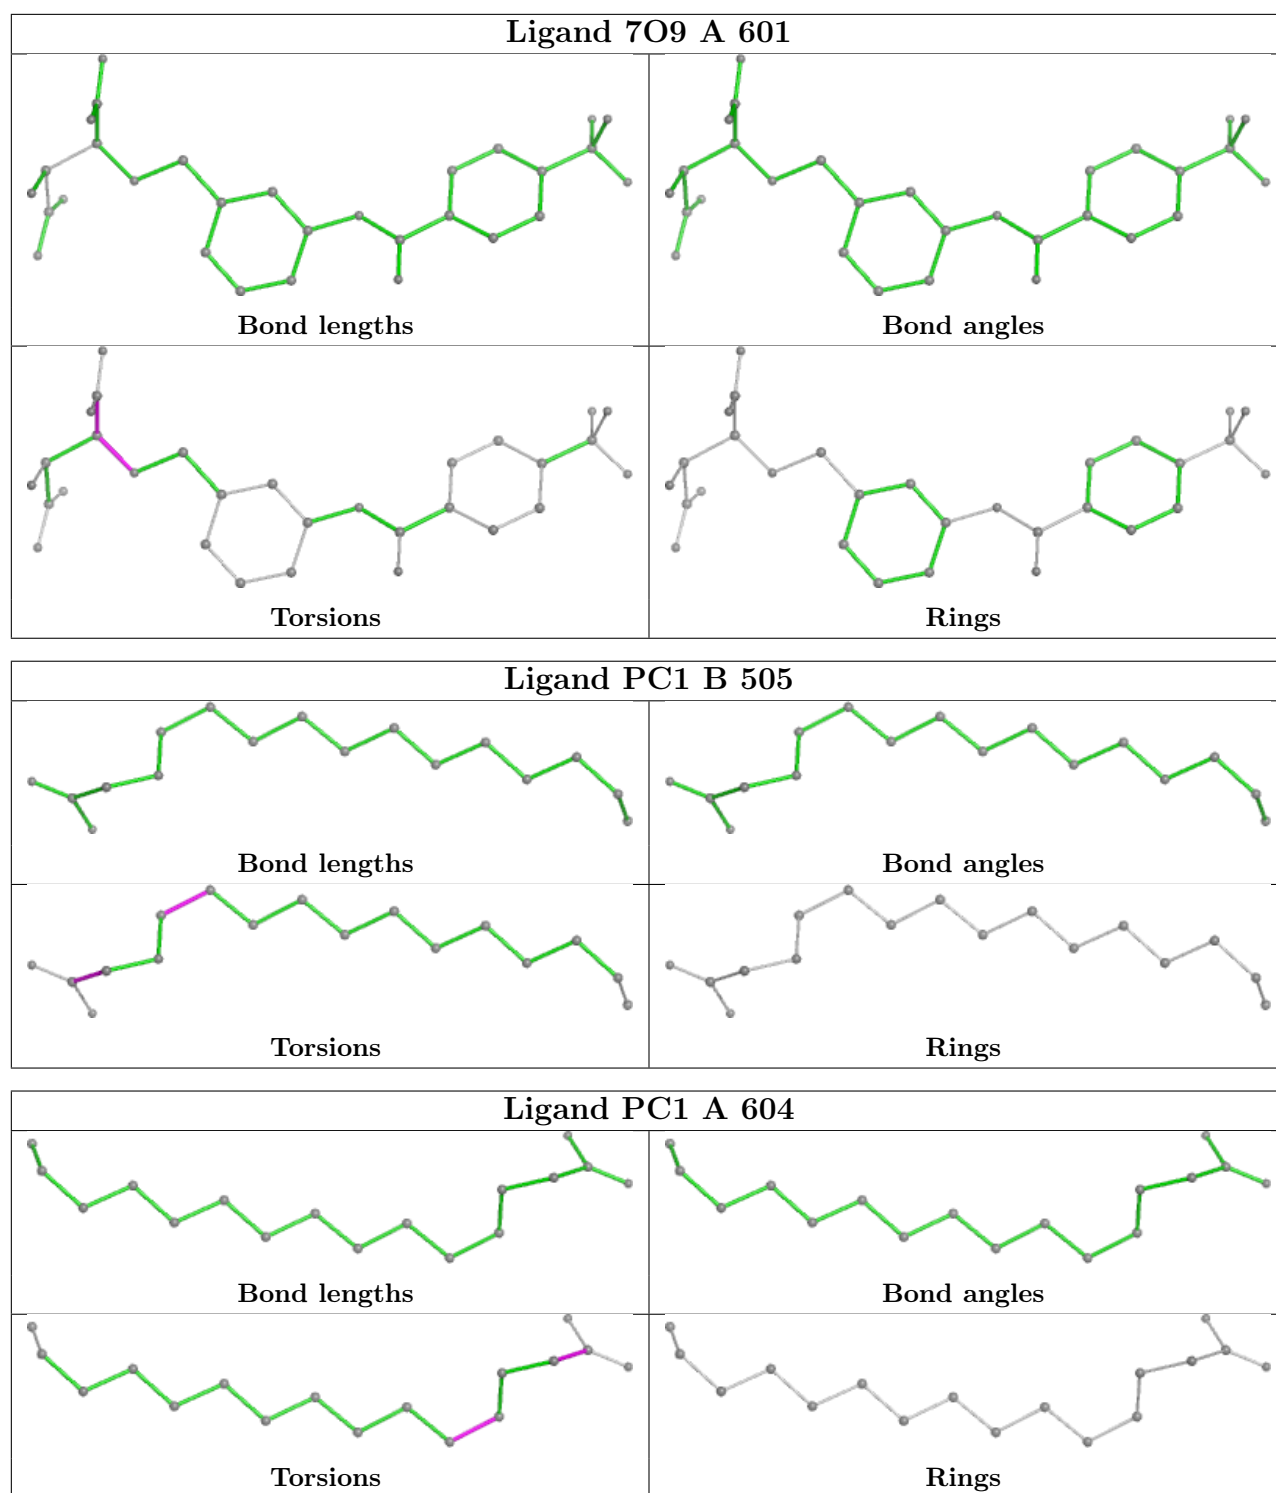 Ligand 7O9 A 601
Bond lengths
Bond angles
Torsions
Rings
Ligand PC1 B 505
Bond lengths
Bond angles
Torsions
Rings
Ligand PC1 A 604
Bond lengths
Bond angles
Torsions
Rings